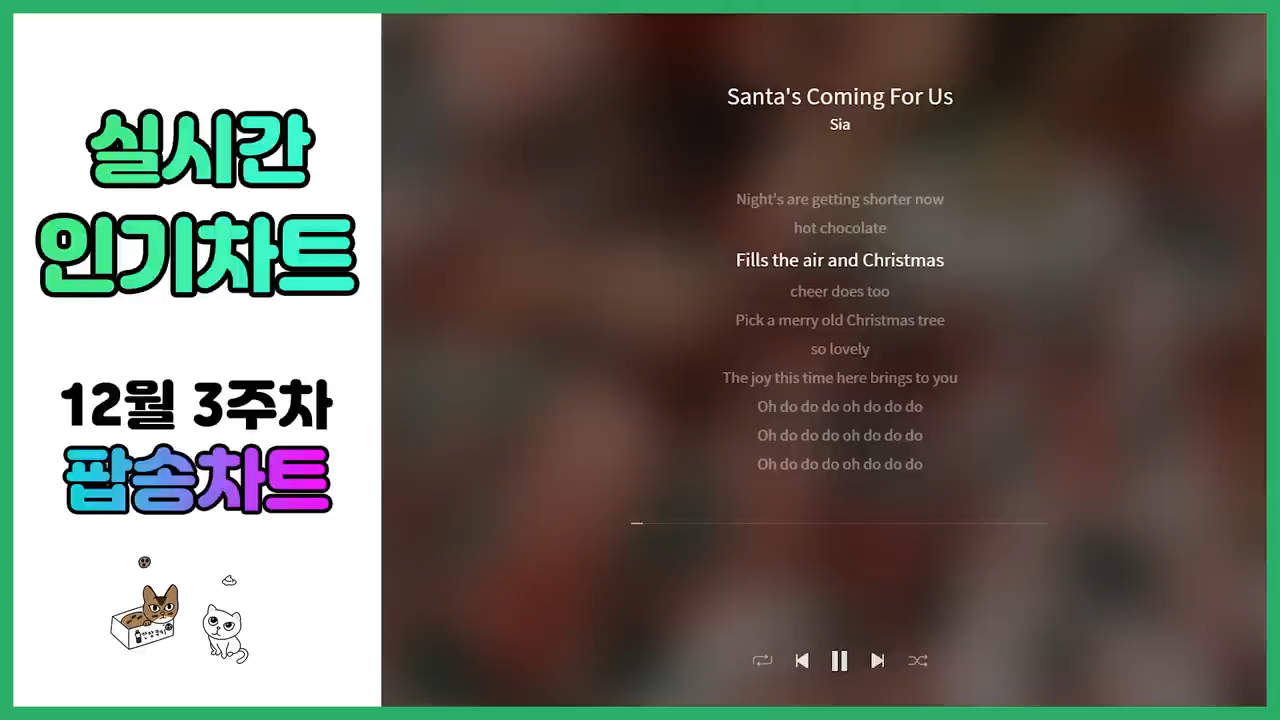 실시간
인기차트
12월 3주차
팝송차트
Santa's Coming For Us
Sia
Night's are getting shorter now
hot chocolate
Fills the air and Christmas
cheer does too
Pick a merry old Christmas tree
so lovely
The joy this time here brings to you
Oh do do do oh do do do
Oh do do do oh do do do
Oh do do do oh do do do